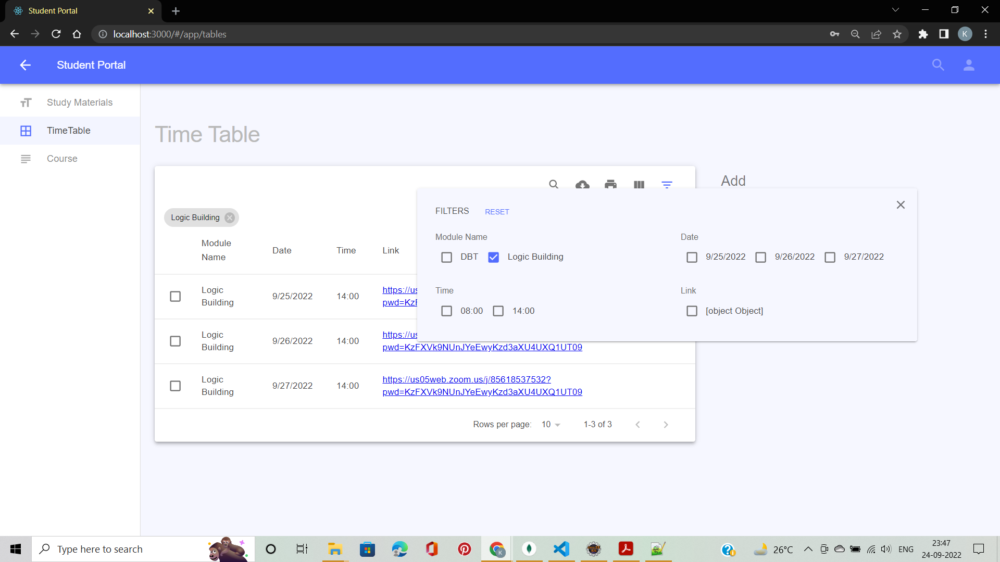 Student Portal
localhost:3000/#/app/tables
K
Student Portal
Study Materials
TimeTable
Course
Time Table
Add
Logic Building
FILTERS
RESET
Module Name
DBT
Logic Building
Date
9/25/2022
9/26/2022
9/27/2022
Time
08:00
14:00
Link
[object Object]
Module
Name
Date
Time
Link
Logic
Building
9/25/2022
14:00
https://us
pwd=KzF
Logic
Building
9/26/2022
14:00
https://us
pwd=KzFXVk9NUnJYeEwyKzd3aXU4UXQ1UT09
Logic
Building
9/27/2022
14:00
https://us05web.zoom.us/j/85618537532?
pwd=KzFXVk9NUnJYeEwyKzd3aXU4UXQ1UT09
Rows per page:
10
1-3 of 3
Type here to search
K
26°C
ENG
23:47
24-09-2022